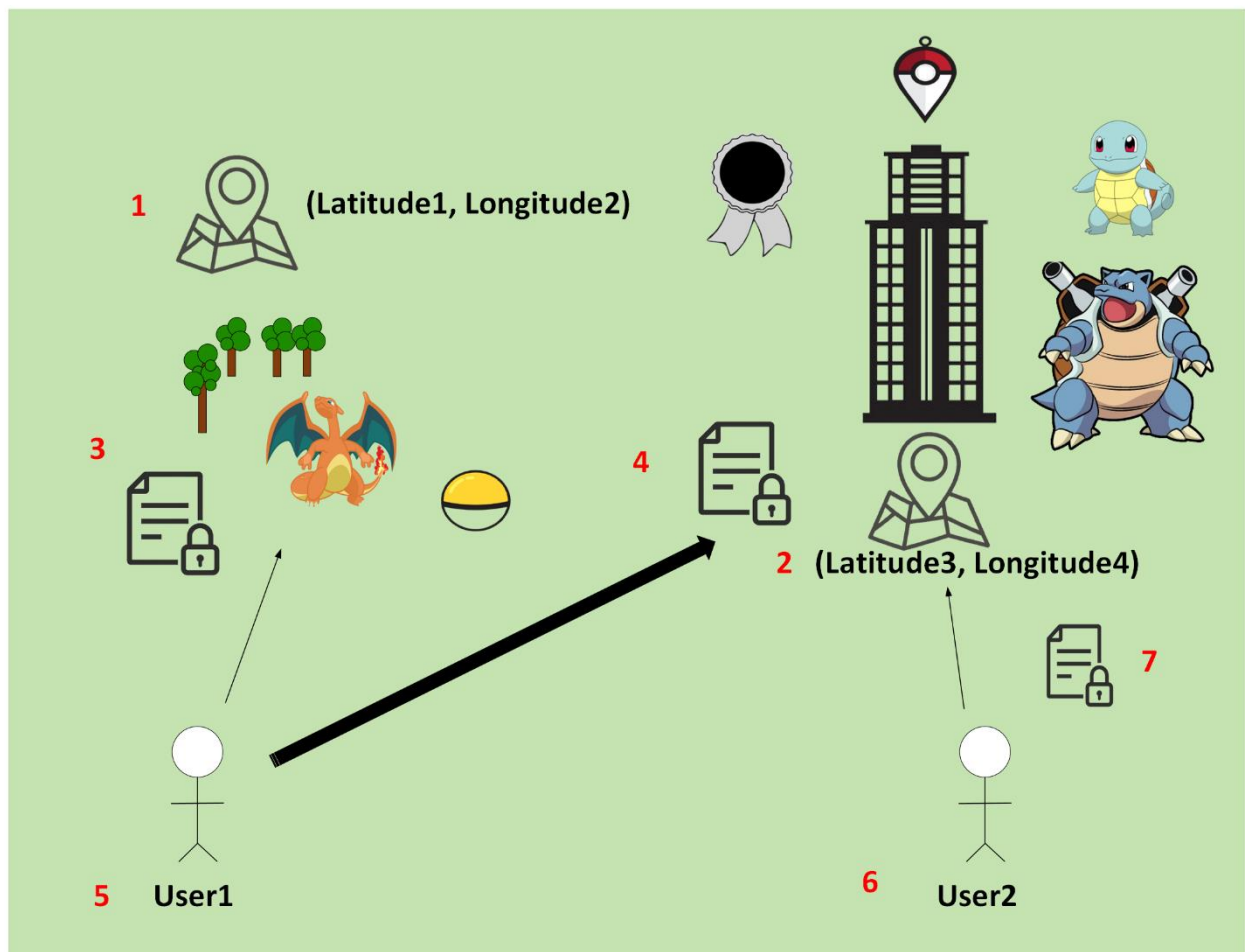 1
(Latitude1, Longitude2)
3
4
2 (Latitude3, Longitude4)
7
5 User1
6 User2